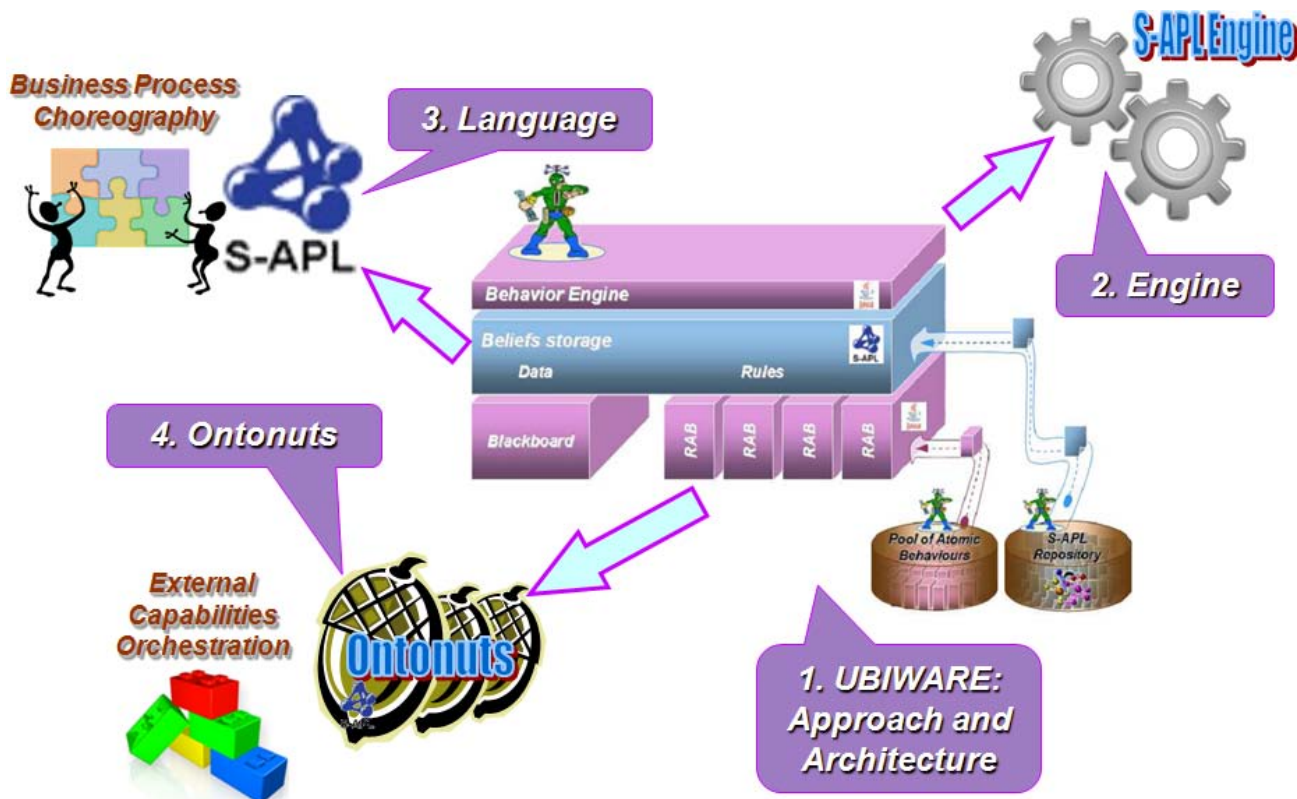 S-APL Engine
Business Process
Choreography
3. Language
S-APL
2. Engine
Behavior Engine
Beliefs storage
S-APL
Data
Rules
4. Ontonuts
Blackboard
RAB
RAB
RAB
RAB
Pool of Atomic
Behaviours
S-APL
Repository
External
Capabilities
Orchestration
Ontonuts
S-APL
1. UBIWARE:
Approach and
Architecture